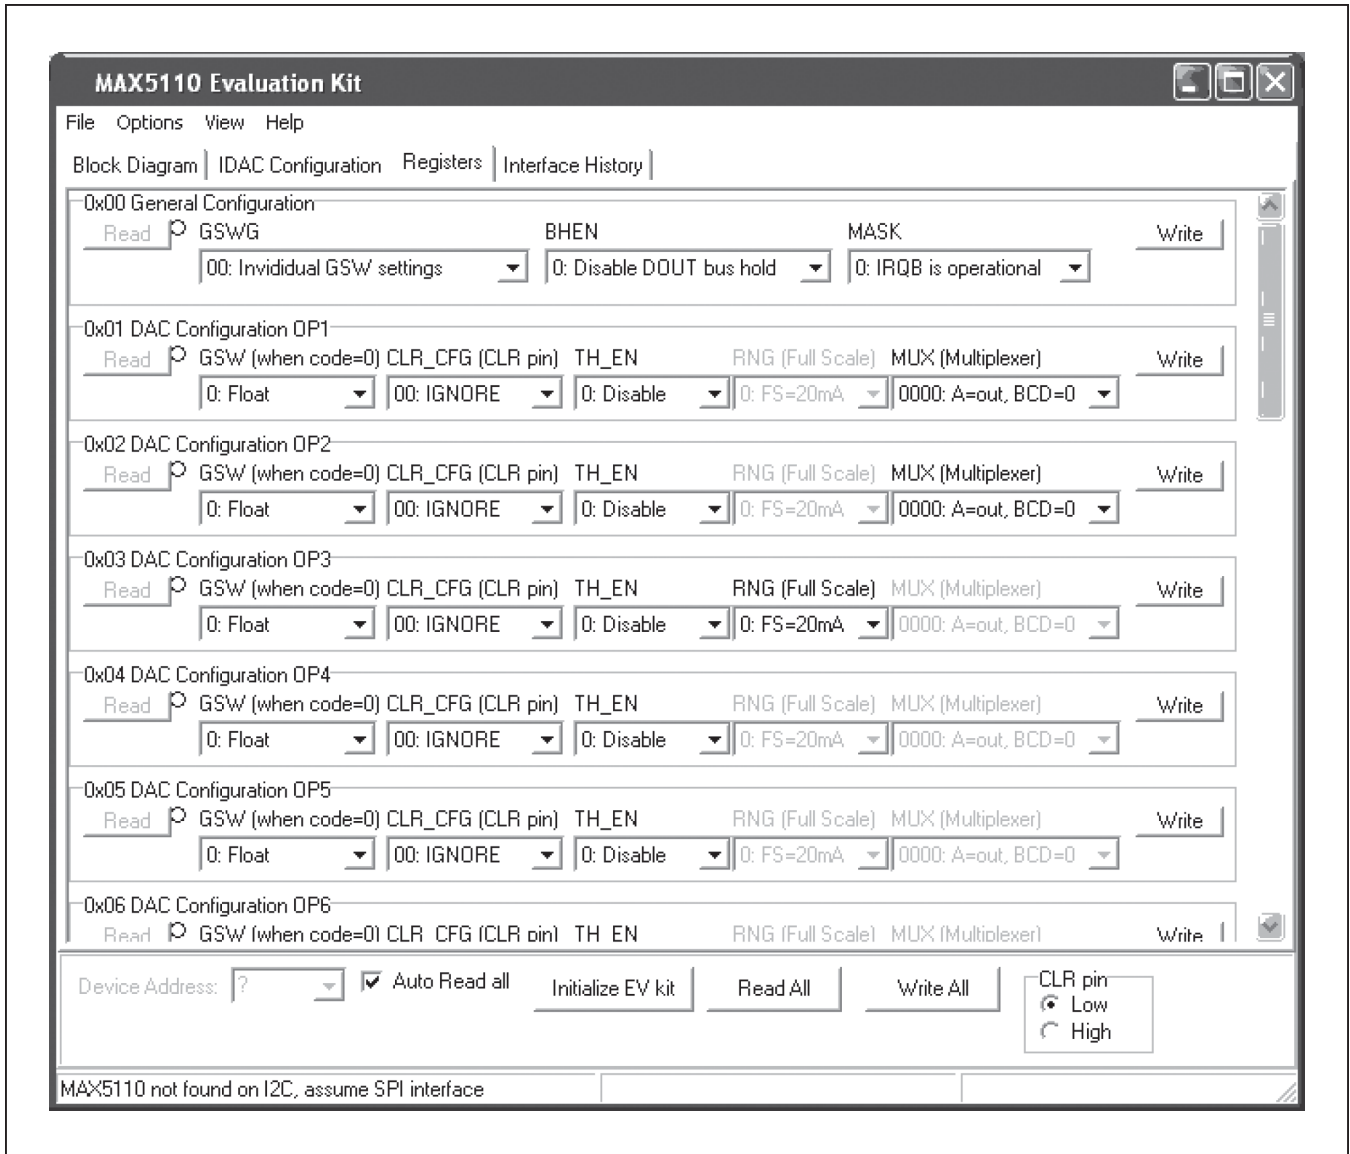 MAX5110 Evaluation Kit
File Options View Help
Block Diagram IDAC Configuration Registers Interface History
0x00 General Configuration
Read GSWG BHEN MASK Write
00: Invididual GSW settings 0: Disable DOUT bus hold 0: IRQB is operational
0x01 DAC Configuration OP1
Read GSW (when code=0) CLR_CFG (CLR pin) TH_EN RNG (Full Scale) MUX (Multiplexer) Write
0: Float 00: IGNORE 0: Disable 0: FS=20mA 0000: A=out, BCD=0
0x02 DAC Configuration OP2
Read GSW (when code=0) CLR_CFG (CLR pin) TH_EN RNG (Full Scale) MUX (Multiplexer) Write
0: Float 00: IGNORE 0: Disable 0: FS=20mA 0000: A=out, BCD=0
0x03 DAC Configuration OP3
Read GSW (when code=0) CLR_CFG (CLR pin) TH_EN RNG (Full Scale) MUX (Multiplexer) Write
0: Float 00: IGNORE 0: Disable 0: FS=20mA 0000: A=out, BCD=0
0x04 DAC Configuration OP4
Read GSW (when code=0) CLR_CFG (CLR pin) TH_EN RNG (Full Scale) MUX (Multiplexer) Write
0: Float 00: IGNORE 0: Disable 0: FS=20mA 0000: A=out, BCD=0
0x05 DAC Configuration OP5
Read GSW (when code=0) CLR_CFG (CLR pin) TH_EN RNG (Full Scale) MUX (Multiplexer) Write
0: Float 00: IGNORE 0: Disable 0: FS=20mA 0000: A=out, BCD=0
0x06 DAC Configuration OP6
Read GSW (when code=0) CLR_CFG (CLR pin) TH_EN RNG (Full Scale) MUX (Multiplexer) Write
Device Address: ? Auto Read all Initialize EV kit Read All Write All CLR pin
Low
High
MAX5110 not found on I2C, assume SPI interface